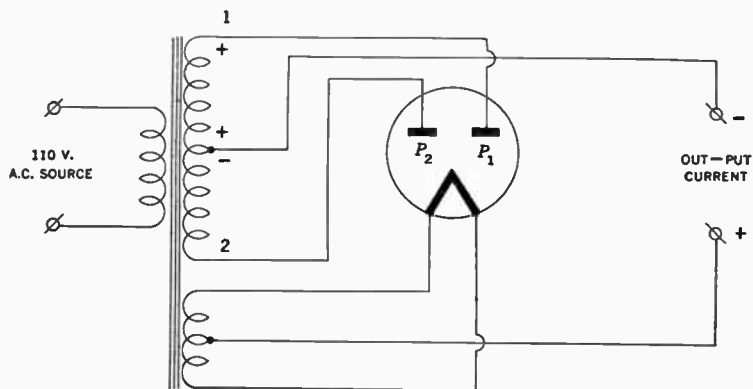 1
+
+
−
2
110 V.
A.C. SOURCE
P₂ P₁
−
OUT—PUT
CURRENT
+